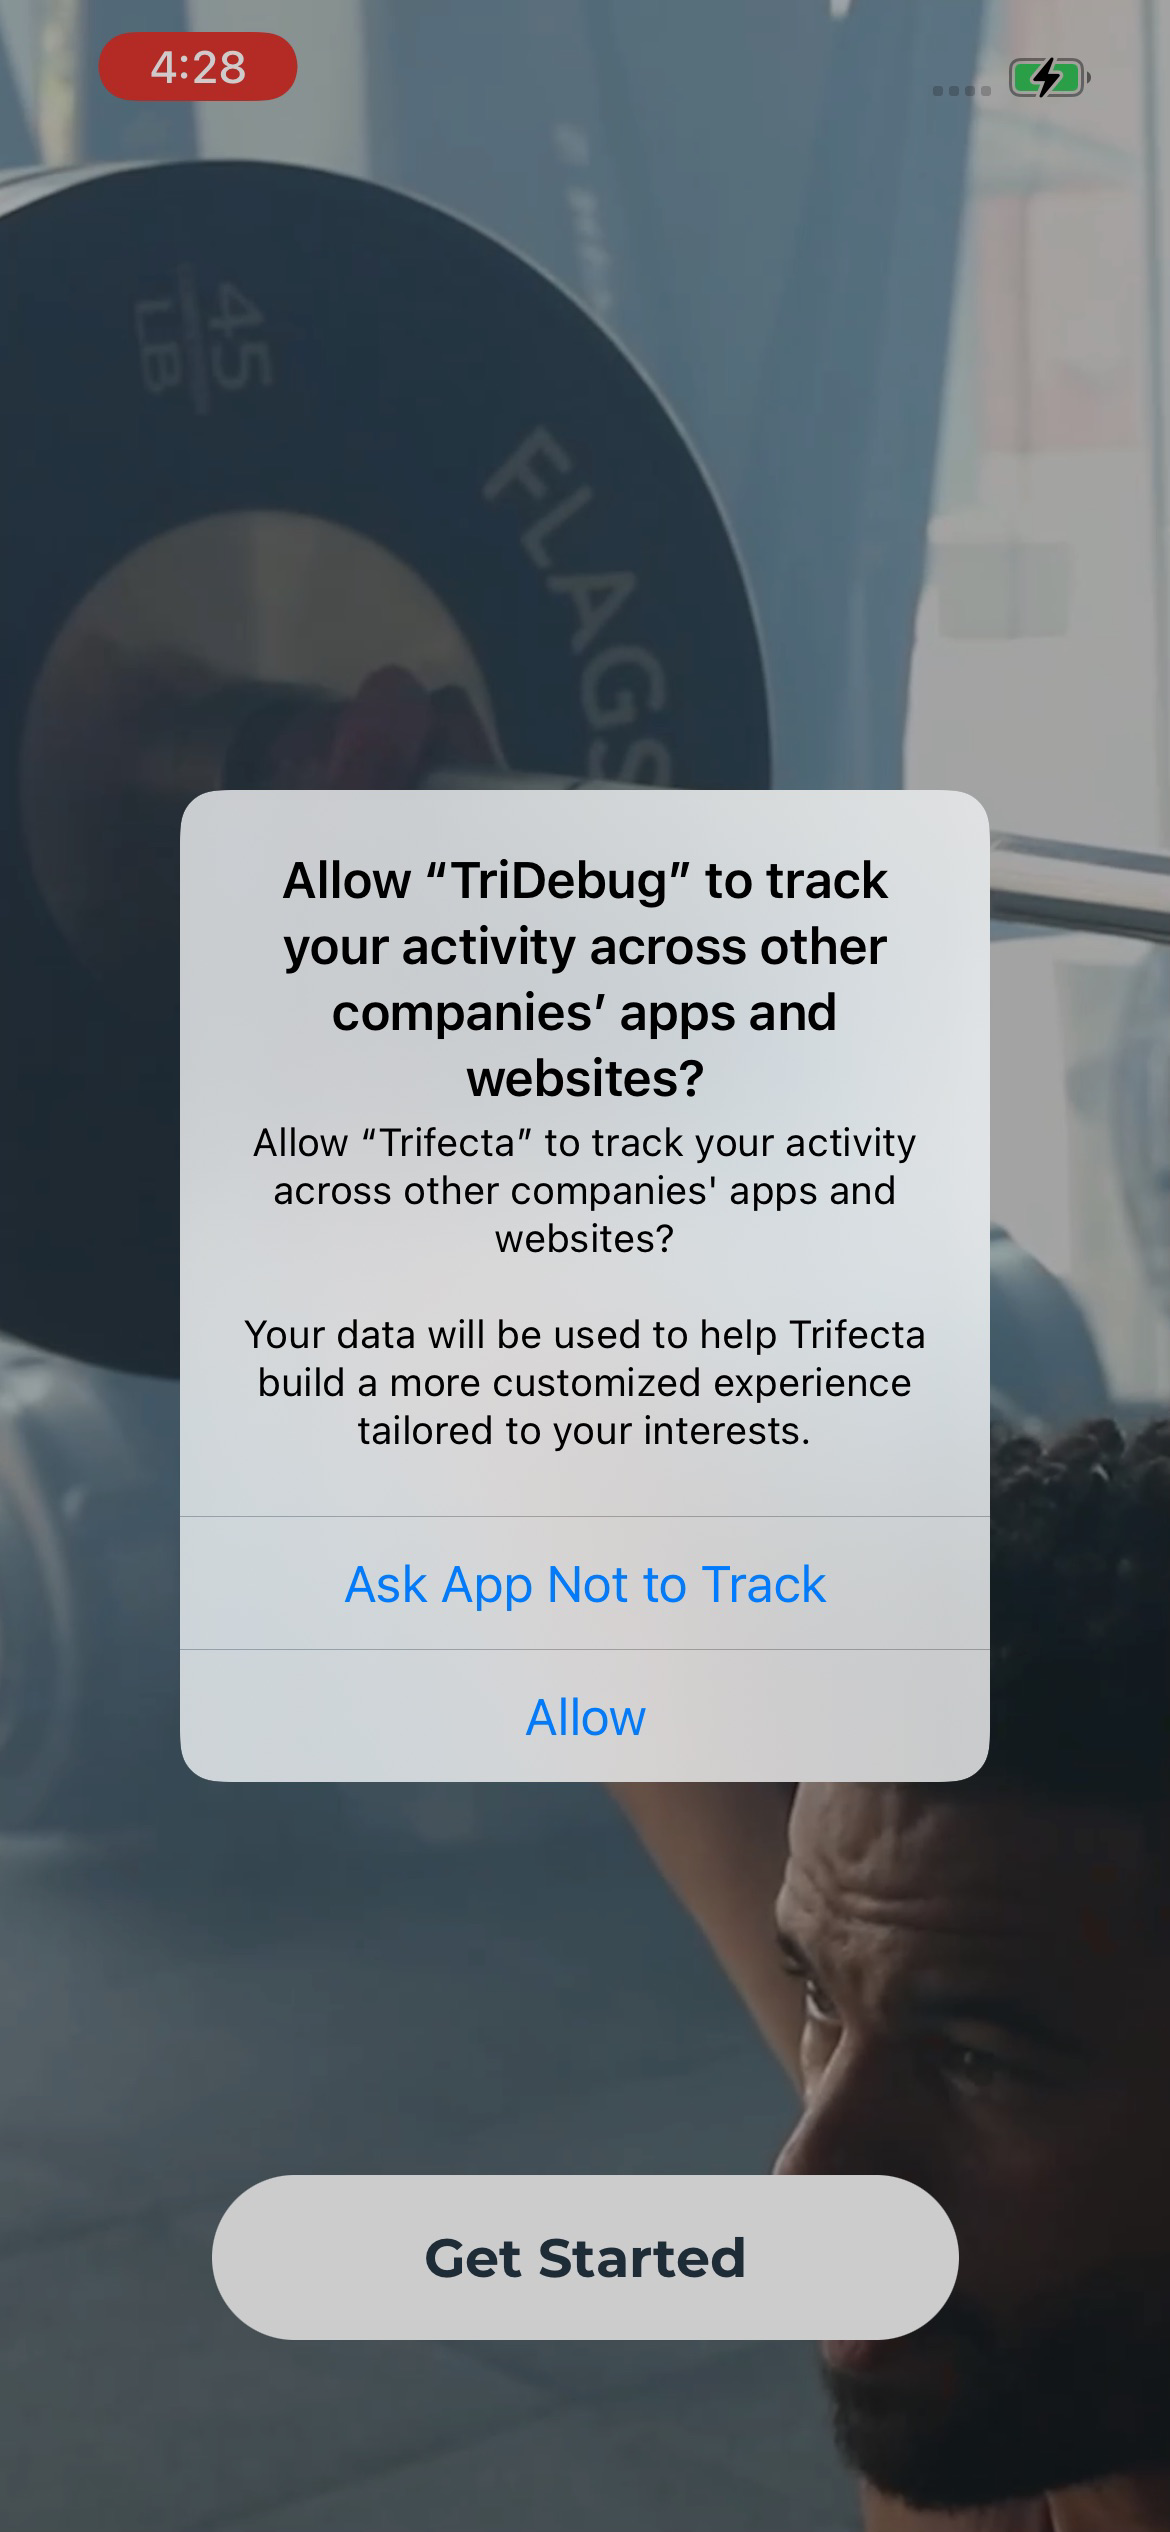 4:28
45
LB
FLAGS
Allow “TriDebug” to track
your activity across other
companies’ apps and
websites?
Allow “Trifecta” to track your activity
across other companies' apps and
websites?
Your data will be used to help Trifecta
build a more customized experience
tailored to your interests.
Ask App Not to Track
Allow
Get Started